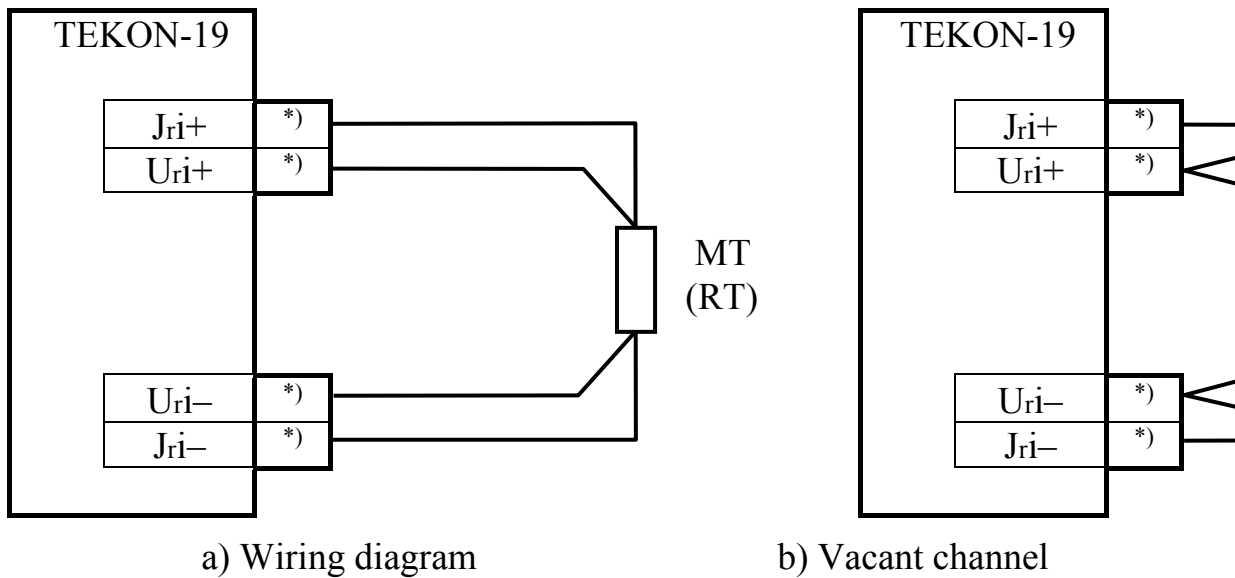 TEKON-19
Jri+ *)
Uri+ *)
MT
(RT)
Uri– *)
Jri– *)
a) Wiring diagram
TEKON-19
Jri+ *)
Uri+ *)
Uri– *)
Jri– *)
b) Vacant channel